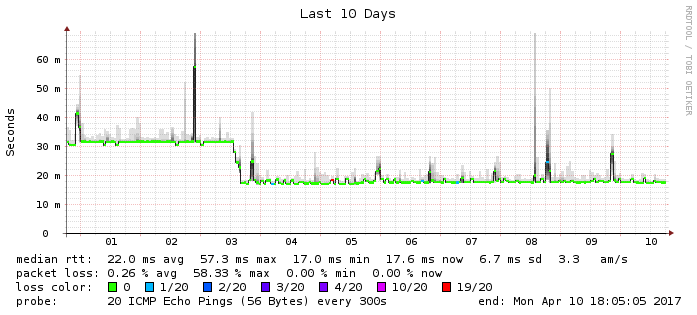 Last 10 Days
RRDTOOL / TOBI OETIKER
Seconds
60 m
50 m
40 m
30 m
20 m
10 m
0
01 02 03 04 05 06 07 08 09 10
median rtt: 22.0 ms avg 57.3 ms max 17.0 ms min 17.6 ms now 6.7 ms sd 3.3 am/s
packet loss: 0.26 % avg 58.33 % max 0.00 % min 0.00 % now
loss color: 0 1/20 2/20 3/20 4/20 10/20 19/20
probe: 20 ICMP Echo Pings (56 Bytes) every 300s end: Mon Apr 10 18:05:05 2017